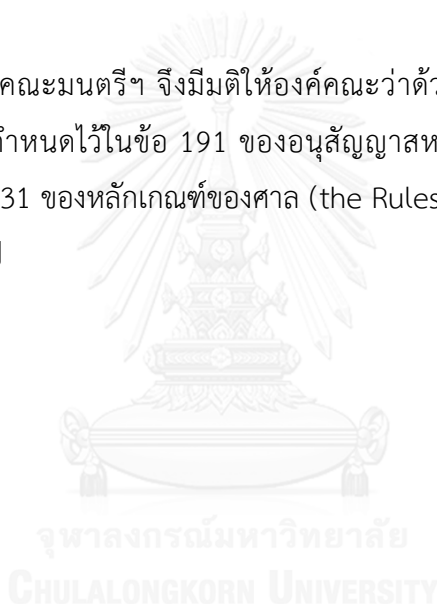 คณะมนตรีฯ จึงมีมติให้องค์คณะว่าด้ว
กำหนดไว้ในข้อ 191 ของอนุสัญญาสห
31 ของหลักเกณฑ์ของศาล (the Rules
จุฬาลงกรณ์มหาวิทยาลัย
CHULALONGKORN UNIVERSITY